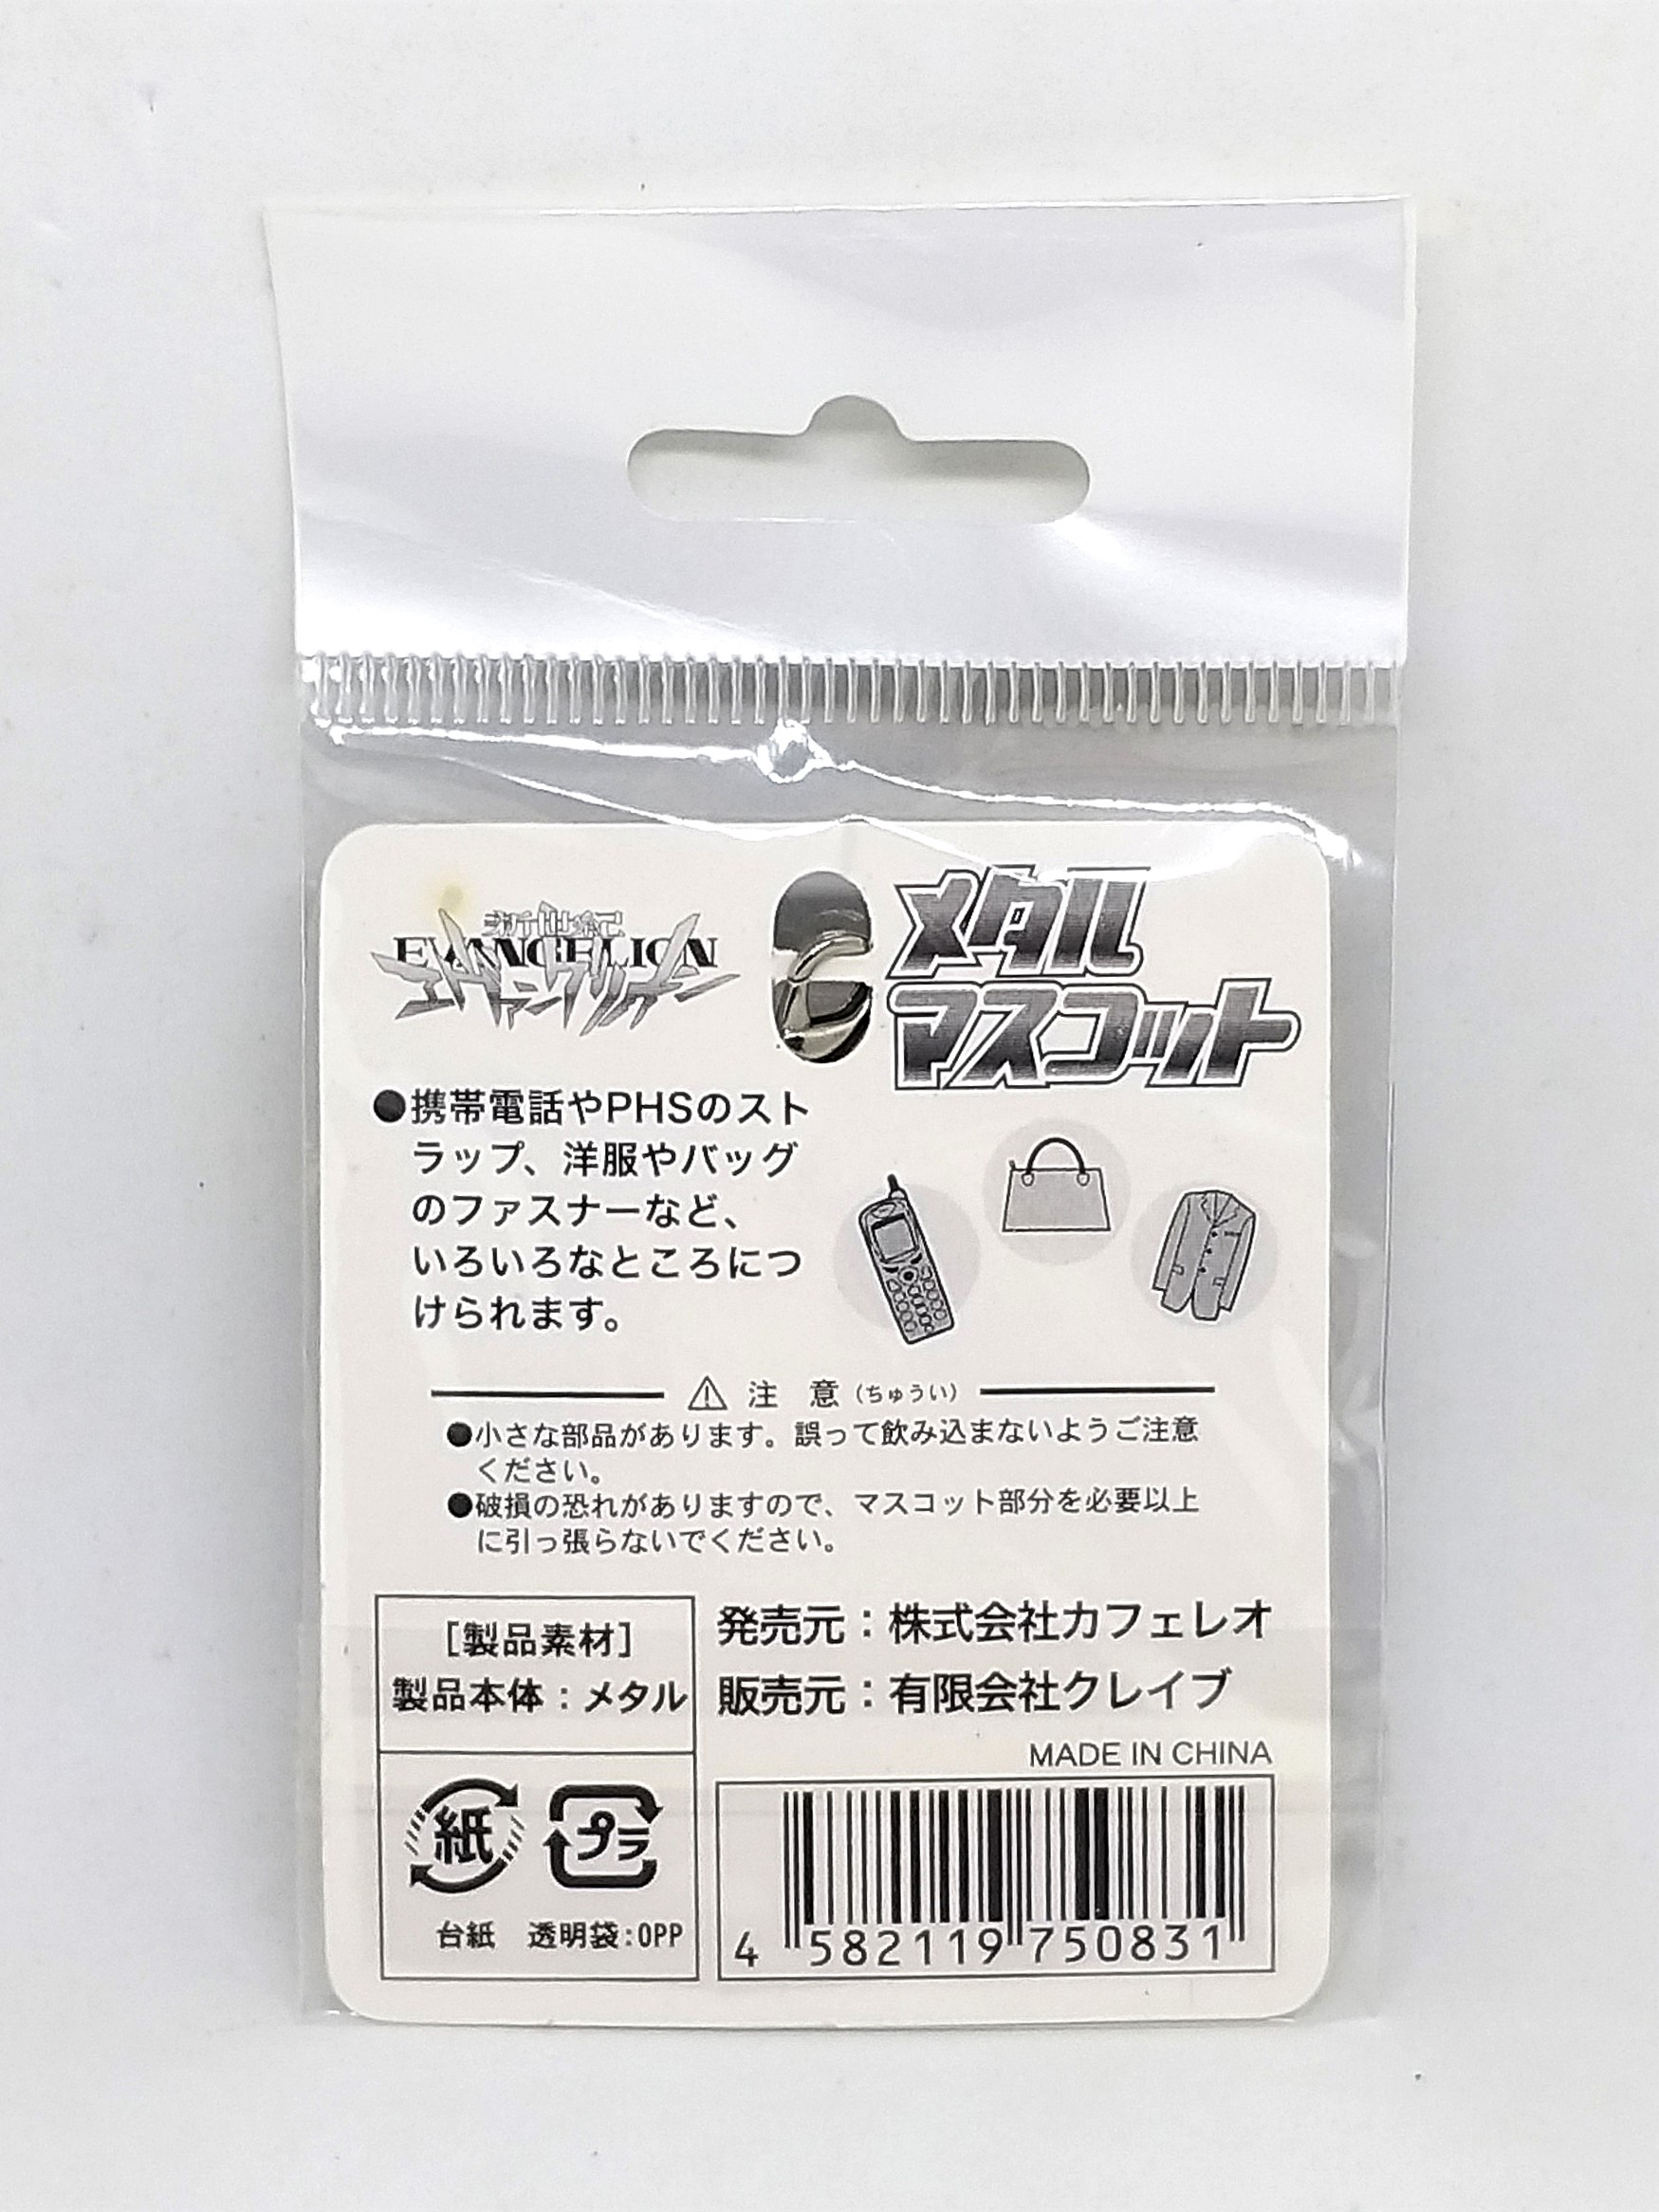 新世紀
EVANGELION
エヴァンゲリオン
メタル
マスコット
●携帯電話やPHSのスト
ラップ、洋服やバッグ
のファスナーなど、
いろいろなところにつ
けられます。
注 意(ちゅうい)
●小さな部品があります。誤って飲み込まないようご注意
ください。
●破損の恐れがありますので、マスコット部分を必要以上
に引っ張らないでください。
[製品素材]
製品本体:メタル
発売元:株式会社カフェレオ
販売元:有限会社クレイブ
MADE IN CHINA
紙 プラ
台紙 透明袋:OPP
4 582119 750831